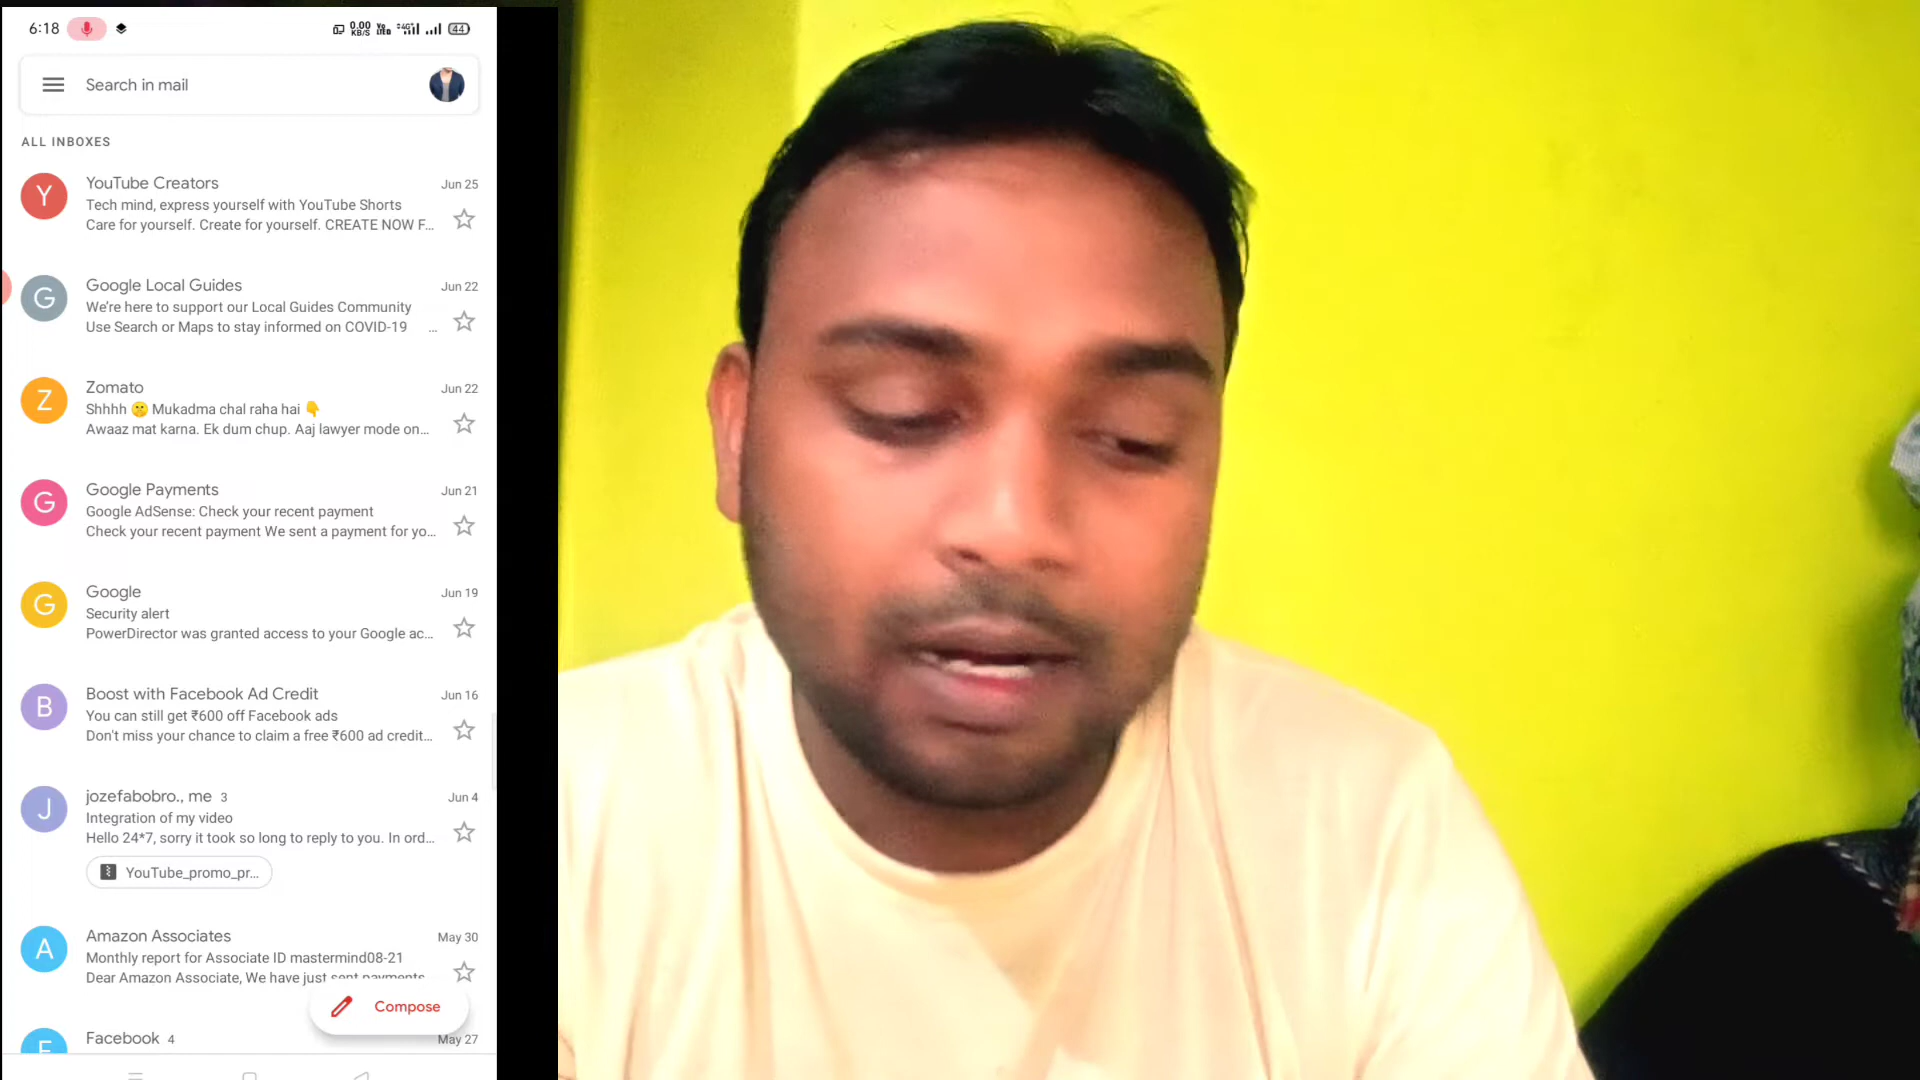 6:18 0.00 KB/S 44
Search in mail
ALL INBOXES
Y YouTube Creators Jun 25
Tech mind, express yourself with YouTube Shorts
Care for yourself. Create for yourself. CREATE NOW F...
G Google Local Guides Jun 22
We're here to support our Local Guides Community
Use Search or Maps to stay informed on COVID-19 ...
Z Zomato Jun 22
Shhhh 🤫 Mukadma chal raha hai 👇
Awaaz mat karna. Ek dum chup. Aaj lawyer mode on...
G Google Payments Jun 21
Google AdSense: Check your recent payment
Check your recent payment We sent a payment for yo...
G Google Jun 19
Security alert
PowerDirector was granted access to your Google ac...
B Boost with Facebook Ad Credit Jun 16
You can still get ₹600 off Facebook ads
Don't miss your chance to claim a free ₹600 ad credit...
J jozefabobro., me 3 Jun 4
Integration of my video
Hello 24*7, sorry it took so long to reply to you. In ord...
YouTube_promo_pr...
A Amazon Associates May 30
Monthly report for Associate ID mastermind08-21
Dear Amazon Associate, We have just sent payments
Compose
F Facebook 4 May 27